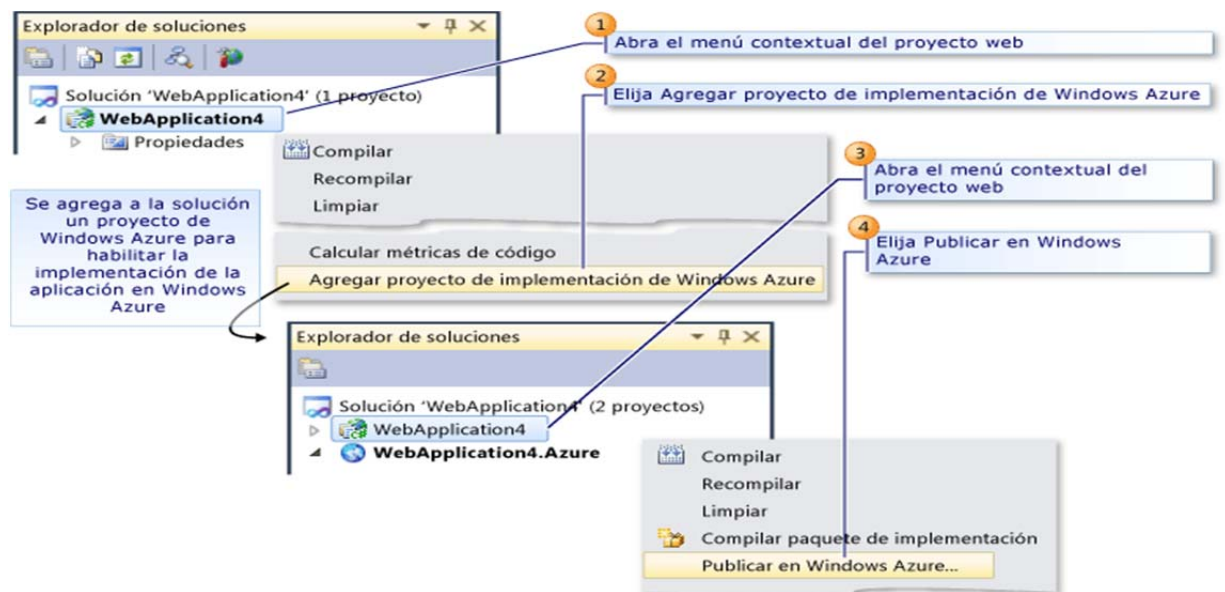 Explorador de soluciones
Solución 'WebApplication4' (1 proyecto)
WebApplication4
Propiedades
1
Abra el menú contextual del proyecto web
2
Elija Agregar proyecto de implementación de Windows Azure
Compilar
Recompilar
Limpiar
Calcular métricas de código
Agregar proyecto de implementación de Windows Azure
3
Abra el menú contextual del
proyecto web
4
Elija Publicar en Windows
Azure
Se agrega a la solución
un proyecto de
Windows Azure para
habilitar la
implementación de la
aplicación en Windows
Azure
Explorador de soluciones
Solución 'WebApplication4' (2 proyectos)
WebApplication4
WebApplication4.Azure
Compilar
Recompilar
Limpiar
Compilar paquete de implementación
Publicar en Windows Azure...